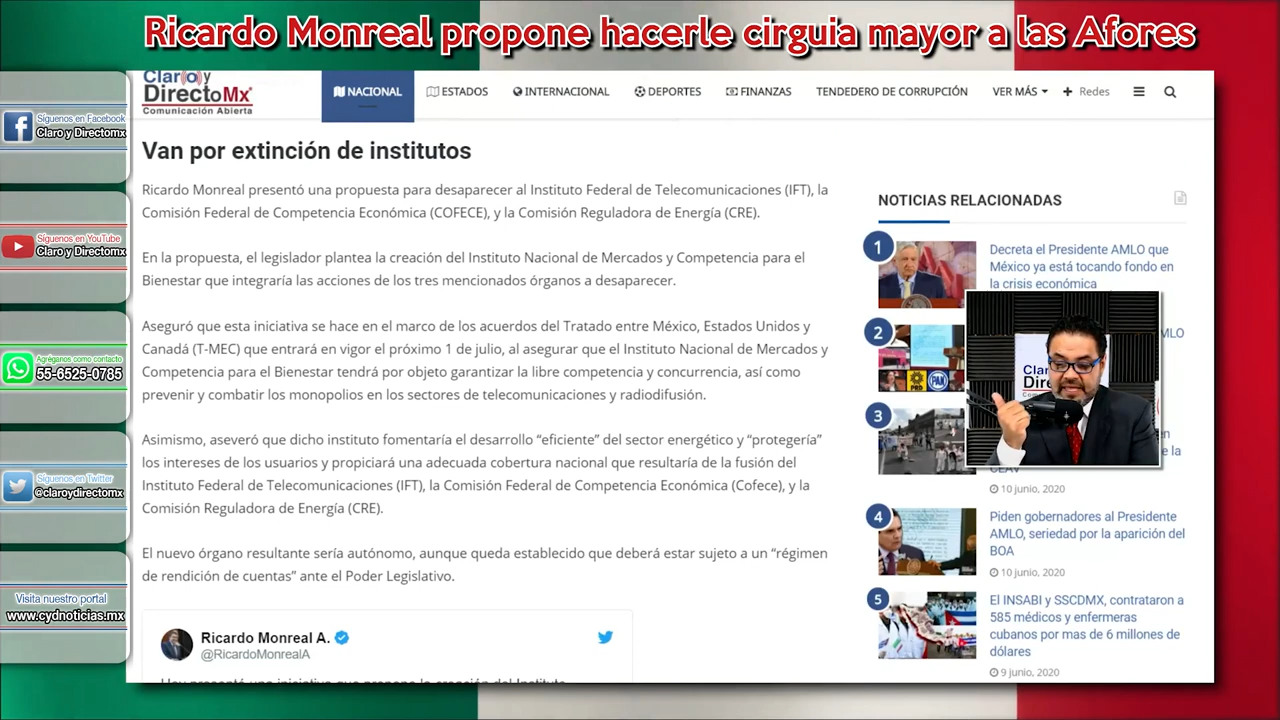 Ricardo Monreal propone hacerle cirguia mayor a las Afores
Claro y
DirectoMx
Comunicación Abierta
NACIONAL
ESTADOS
INTERNACIONAL
DEPORTES
FINANZAS
TENDEDERO DE CORRUPCIÓN
VER MÁS
Redes
Síguenos en Facebook
Claro y Directomx
Síguenos en YouTube
Claro y Directomx
Agréganos como contacto
55-6525-0785
Síguenos en Twitter
@claroydirectomx
Visita nuestro portal
www.cydnoticias.mx
Van por extinción de institutos
Ricardo Monreal presentó una propuesta para desaparecer al Instituto Federal de Telecomunicaciones (IFT), la
Comisión Federal de Competencia Económica (COFECE), y la Comisión Reguladora de Energía (CRE).
En la propuesta, el legislador plantea la creación del Instituto Nacional de Mercados y Competencia para el
Bienestar que integraría las acciones de los tres mencionados órganos a desaparecer.
Aseguró que esta iniciativa se hace en el marco de los acuerdos del Tratado entre México, Estados Unidos y
Canadá (T-MEC) que entrará en vigor el próximo 1 de julio, al asegurar que el Instituto Nacional de Mercados y
Competencia para el Bienestar tendrá por objeto garantizar la libre competencia y concurrencia, así como
prevenir y combatir los monopolios en los sectores de telecomunicaciones y radiodifusión.
Asimismo, aseveró que dicho instituto fomentaría el desarrollo “eficiente” del sector energético y “protegería”
los intereses de los usuarios y propiciará una adecuada cobertura nacional que resultaría de la fusión del
Instituto Federal de Telecomunicaciones (IFT), la Comisión Federal de Competencia Económica (Cofece), y la
Comisión Reguladora de Energía (CRE).
El nuevo órgano resultante sería autónomo, aunque queda establecido que deberá estar sujeto a un “régimen
de rendición de cuentas” ante el Poder Legislativo.
Ricardo Monreal A.
@RicardoMonrealA
NOTICIAS RELACIONADAS
1
Decreta el Presidente AMLO que
México ya está tocando fondo en
la crisis económica
2
PRD
PAN
3
10 junio, 2020
4
Piden gobernadores al Presidente
AMLO, seriedad por la aparición del
BOA
10 junio, 2020
5
El INSABI y SSCDMX, contrataron a
585 médicos y enfermeras
cubanos por mas de 6 millones de
dólares
9 junio, 2020